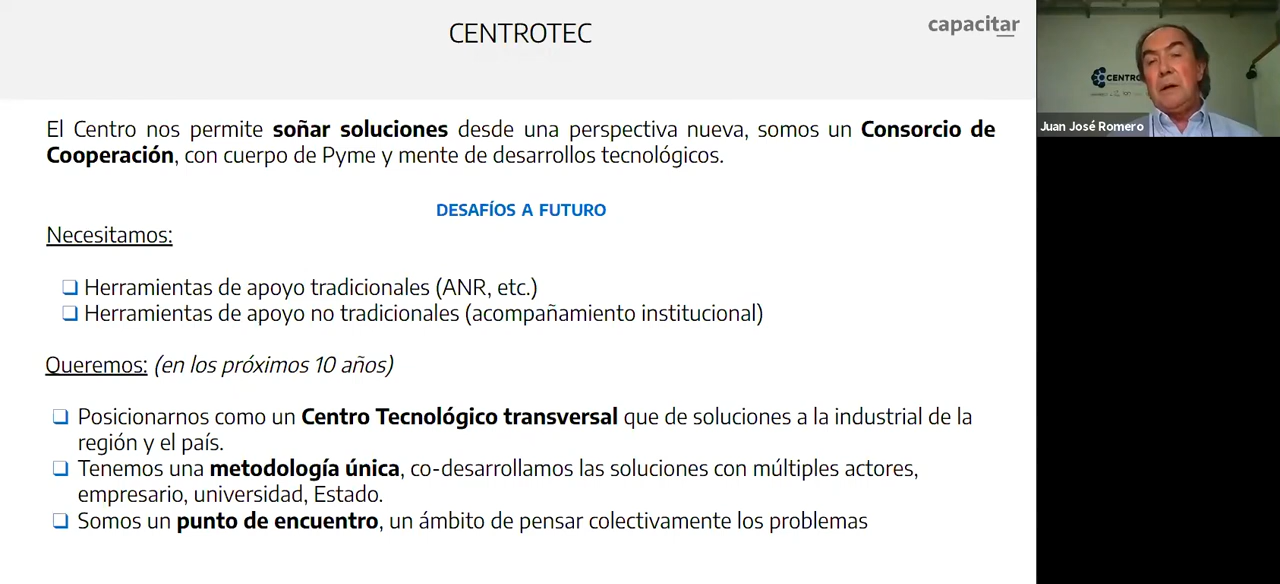 CENTROTEC
capacitar
El Centro nos permite soñar soluciones desde una perspectiva nueva, somos un Consorcio de
Cooperación, con cuerpo de Pyme y mente de desarrollos tecnológicos.
DESAFÍOS A FUTURO
Necesitamos:
Herramientas de apoyo tradicionales (ANR, etc.)
Herramientas de apoyo no tradicionales (acompañamiento institucional)
Queremos: (en los próximos 10 años)
Posicionarnos como un Centro Tecnológico transversal que de soluciones a la industrial de la
región y el país.
Tenemos una metodología única, co-desarrollamos las soluciones con múltiples actores,
empresario, universidad, Estado.
Somos un punto de encuentro, un ámbito de pensar colectivamente los problemas
CENTRO
Juan José Romero